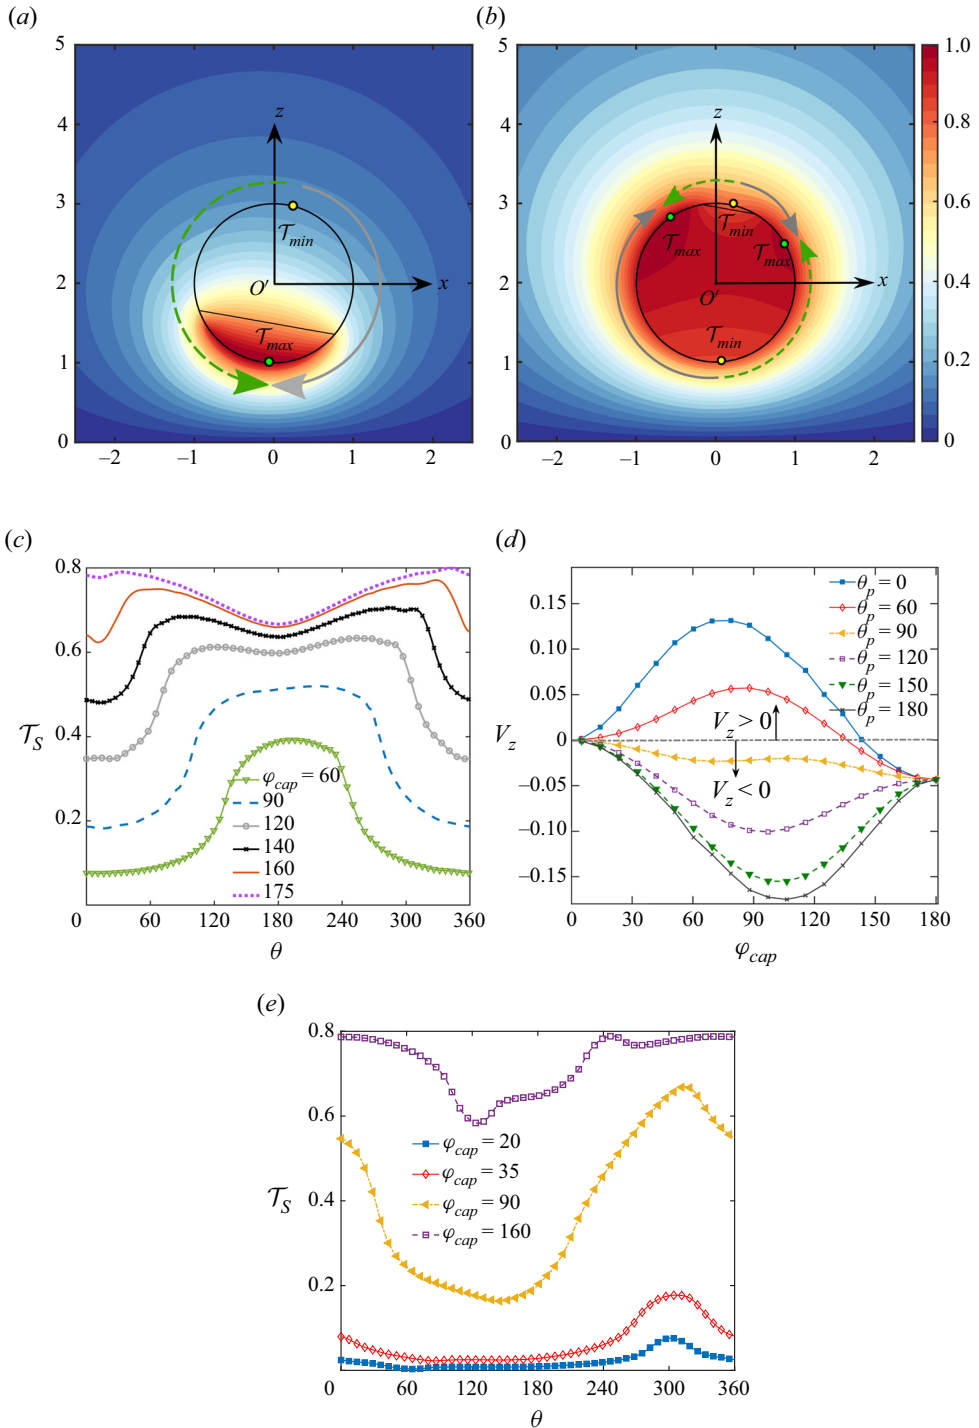 (a)
(b)
5
4
3
2
1
0
–2
–1
0
1
2
z
x
O′
𝒯min
𝒯max
5
4
3
2
1
0
–2
–1
0
1
2
z
x
O′
𝒯max
𝒯min
𝒯max
𝒯min
1.0
0.8
0.6
0.4
0.2
0
(c)
(d)
0.8
0.6
𝒯S
0.4
0.2
φcap = 60
90
120
140
160
175
0
60
120
180
240
300
360
θ
0.15
0.10
0.05
Vz
0
–0.05
–0.10
–0.15
Vz > 0
Vz < 0
θp = 0
θp = 60
θp = 90
θp = 120
θp = 150
θp = 180
0
30
60
90
120
150
180
φcap
(e)
0.8
0.6
𝒯S
0.4
0.2
φcap = 20
φcap = 35
φcap = 90
φcap = 160
0
60
120
180
240
300
360
θ